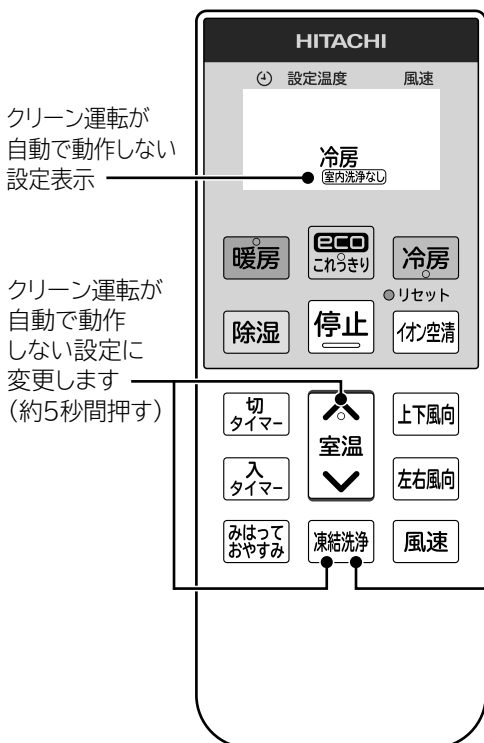 HITACHI
設定温度 風速
クリーン運転が
自動で動作しない
設定表示
冷房
室内洗浄なし
暖房
eco
これっきり
冷房
リセット
除湿
停止
イオン空清
クリーン運転が
自動で動作
しない設定に
変更します
（約5秒間押す）
切
タイマー
室温
上下風向
入
タイマー
左右風向
みはって
おやすみ
凍結洗浄
風速